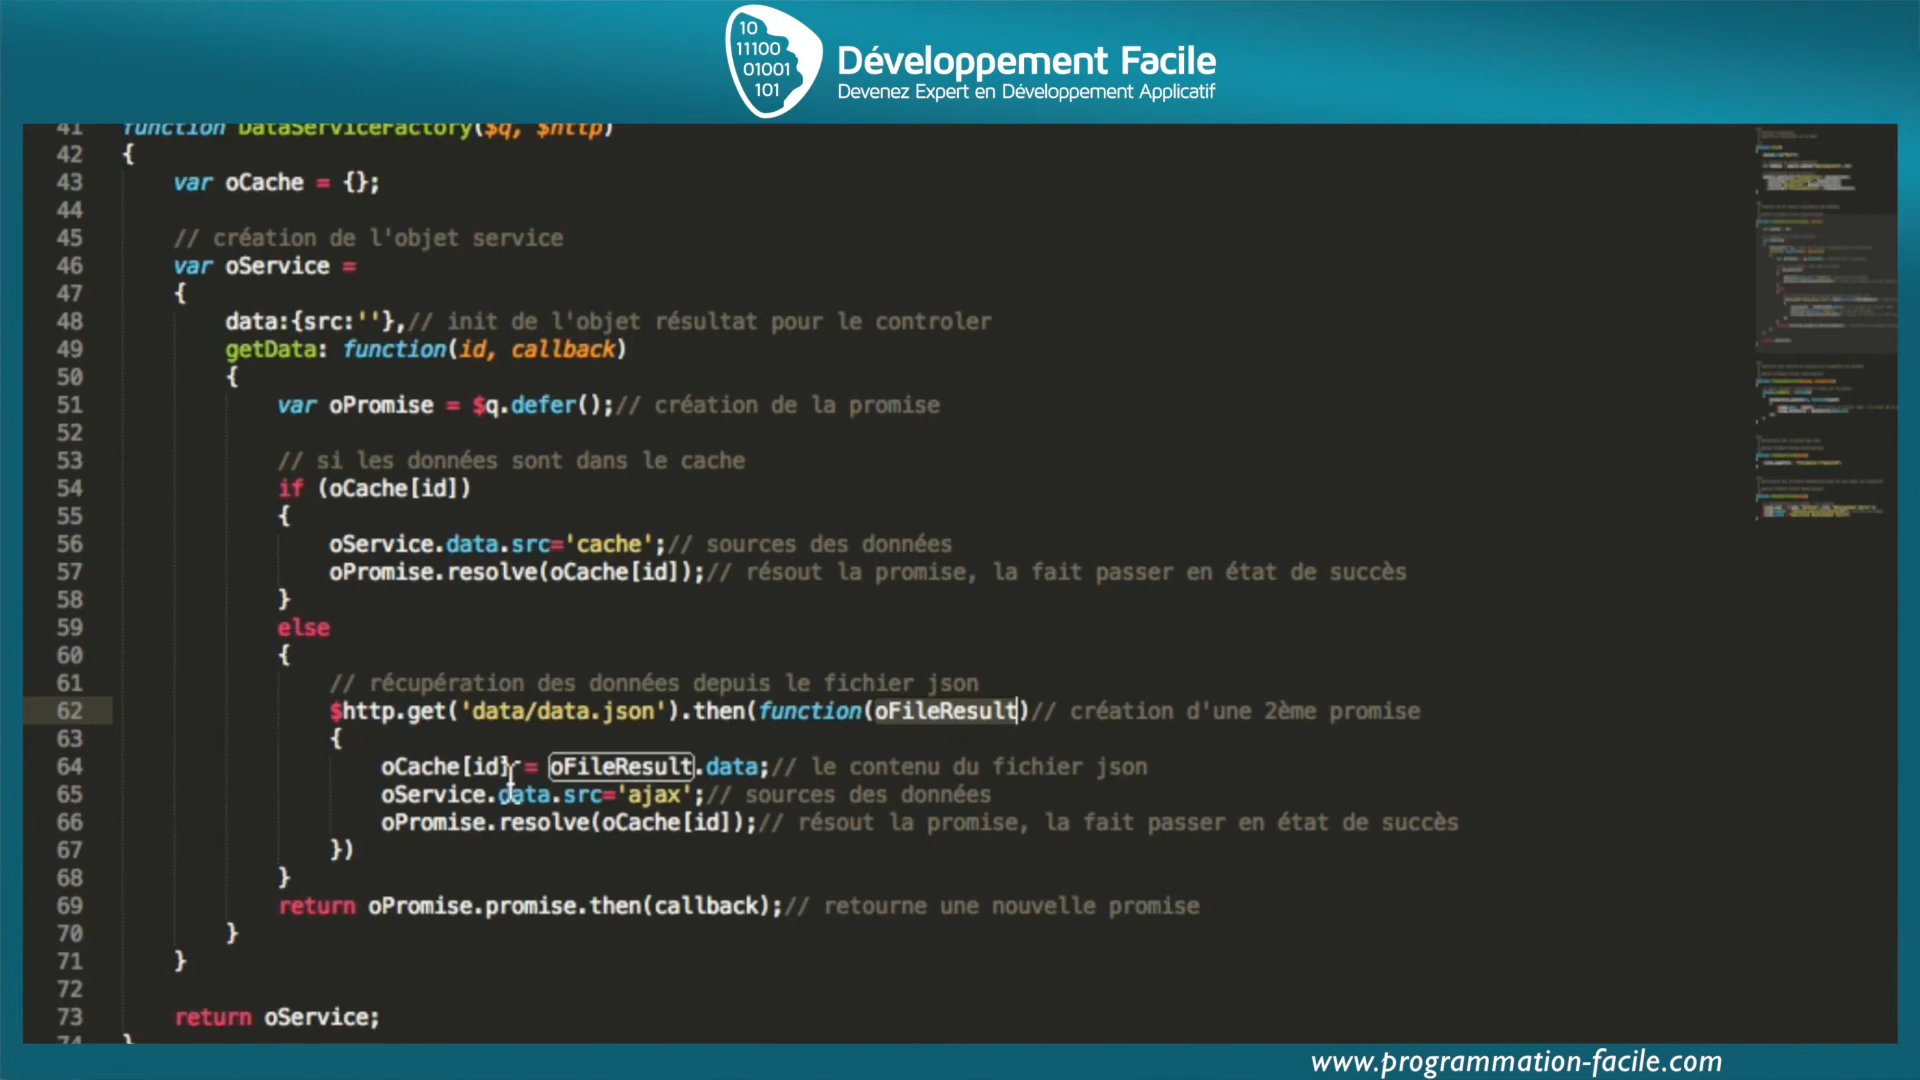 10
11100
01001
101
Développement Facile
Devenez Expert en Développement Applicatif
41 function DataServiceFactory($q, $http)
42 {
43 var oCache = {};
44
45 // création de l'objet service
46 var oService =
47 {
48 data:{src:''},// init de l'objet résultat pour le controler
49 getData: function(id, callback)
50 {
51 var oPromise = $q.defer();// création de la promise
52
53 // si les données sont dans le cache
54 if (oCache[id])
55 {
56 oService.data.src='cache';// sources des données
57 oPromise.resolve(oCache[id]);// résout la promise, la fait passer en état de succès
58 }
59 else
60 {
61 // récupération des données depuis le fichier json
62 $http.get('data/data.json').then(function(oFileResult)// création d'une 2ème promise
63 {
64 oCache[id] = oFileResult.data;// le contenu du fichier json
65 oService.data.src='ajax';// sources des données
66 oPromise.resolve(oCache[id]);// résout la promise, la fait passer en état de succès
67 })
68 }
69 return oPromise.promise.then(callback);// retourne une nouvelle promise
70 }
71 }
72
73 return oService;
74 }
www.programmation-facile.com